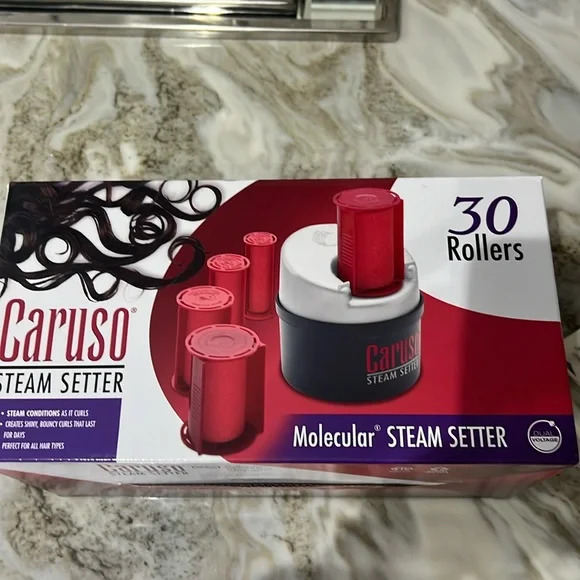 30
Rollers
Caruso®
STEAM SETTER
• STEAM CONDITIONS AS IT CURLS
• CREATES SHINY, BOUNCY CURLS THAT LAST
FOR DAYS
PERFECT FOR ALL HAIR TYPES
Caruso
STEAM SETTER
Molecular® STEAM SETTER
DUAL
VOLTAGE
Caruso